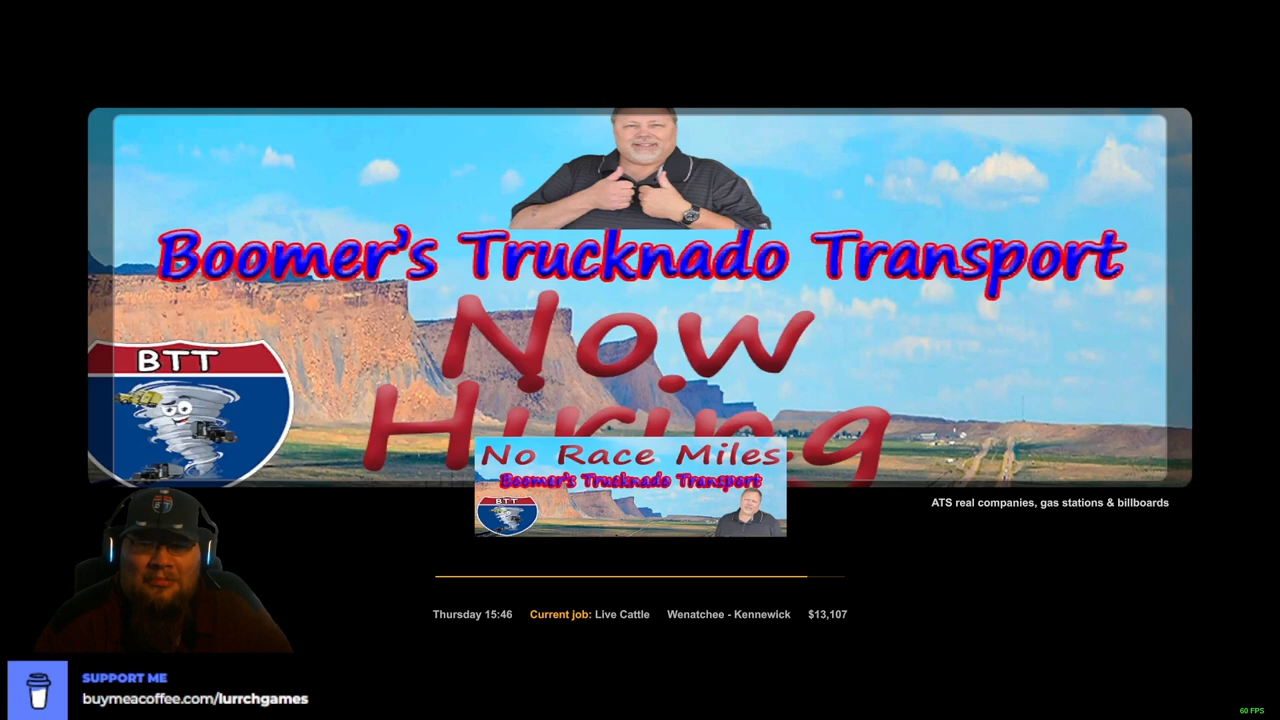 Boomer's Trucknado Transport
Now
Hiring
BTT
No Race Miles
Boomer's Trucknado Transport
BTT
ATS real companies, gas stations & billboards
Thursday 15:46 Current job: Live Cattle Wenatchee - Kennewick $13,107
SUPPORT ME
buymeacoffee.com/lurrchgames
60 FPS